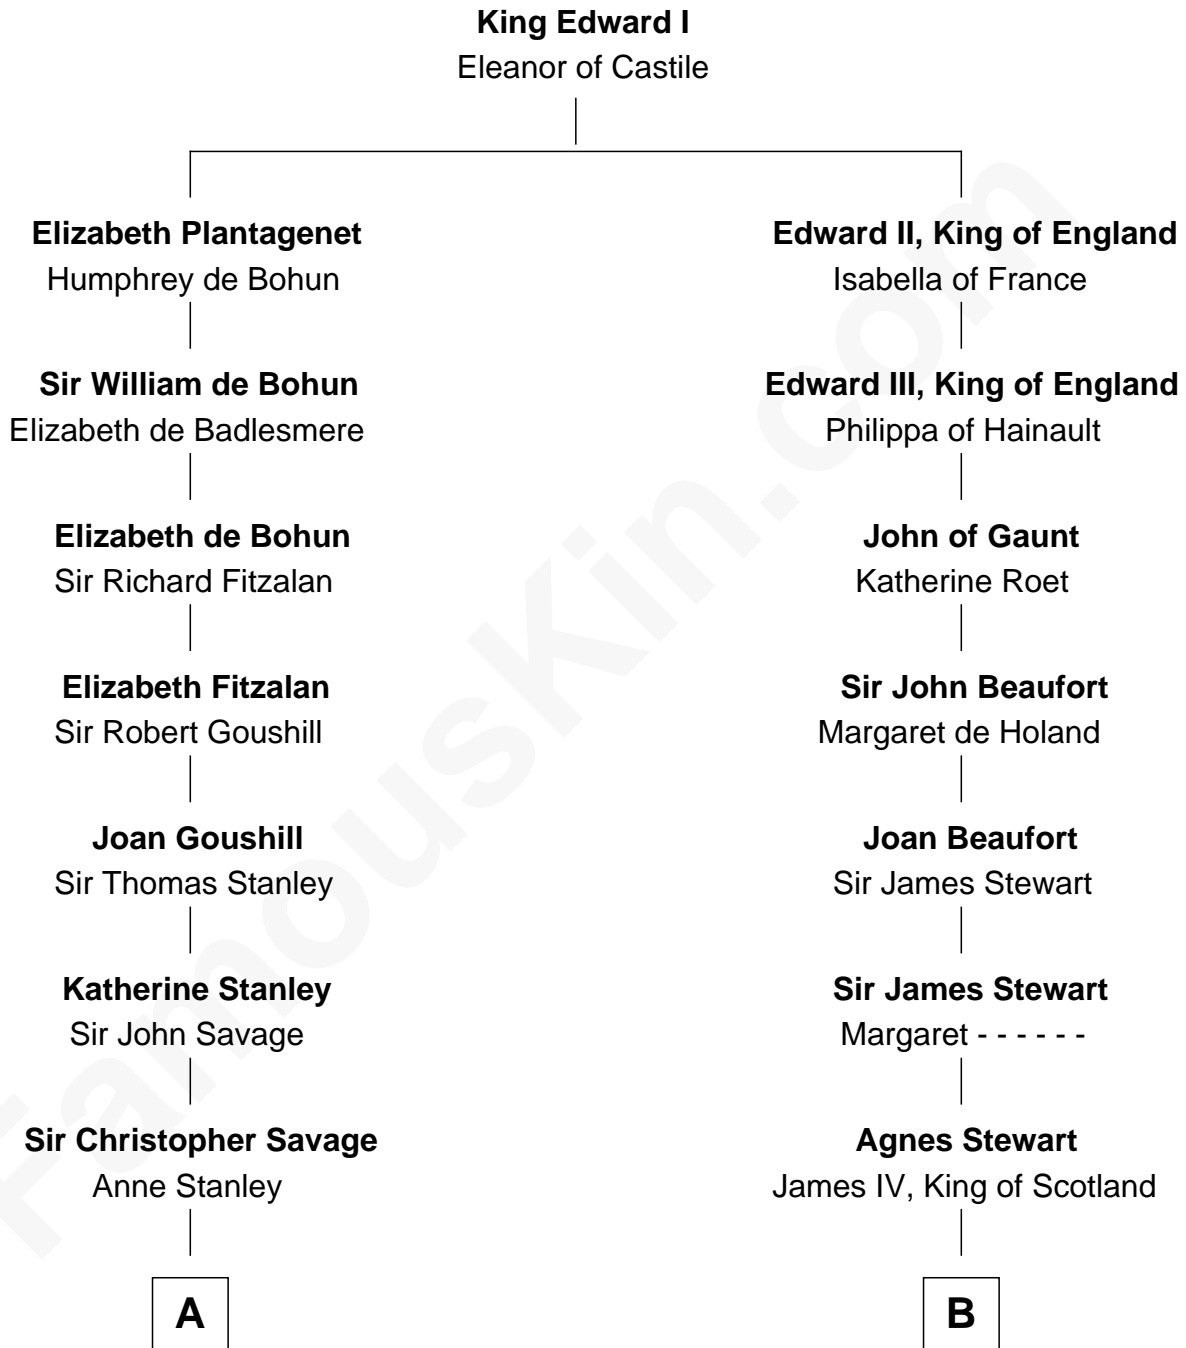 King Edward I
Eleanor of Castile
Elizabeth Plantagenet
Humphrey de Bohun
Edward II, King of England
Isabella of France
Sir William de Bohun
Elizabeth de Badlesmere
Edward III, King of England
Philippa of Hainault
Elizabeth de Bohun
Sir Richard Fitzalan
John of Gaunt
Katherine Roet
Elizabeth Fitzalan
Sir Robert Goushill
Sir John Beaufort
Margaret de Holand
Joan Goushill
Sir Thomas Stanley
Joan Beaufort
Sir James Stewart
Katherine Stanley
Sir John Savage
Sir James Stewart
Margaret - - - - - -
Sir Christopher Savage
Anne Stanley
Agnes Stewart
James IV, King of Scotland
A
B
FamousKin.com